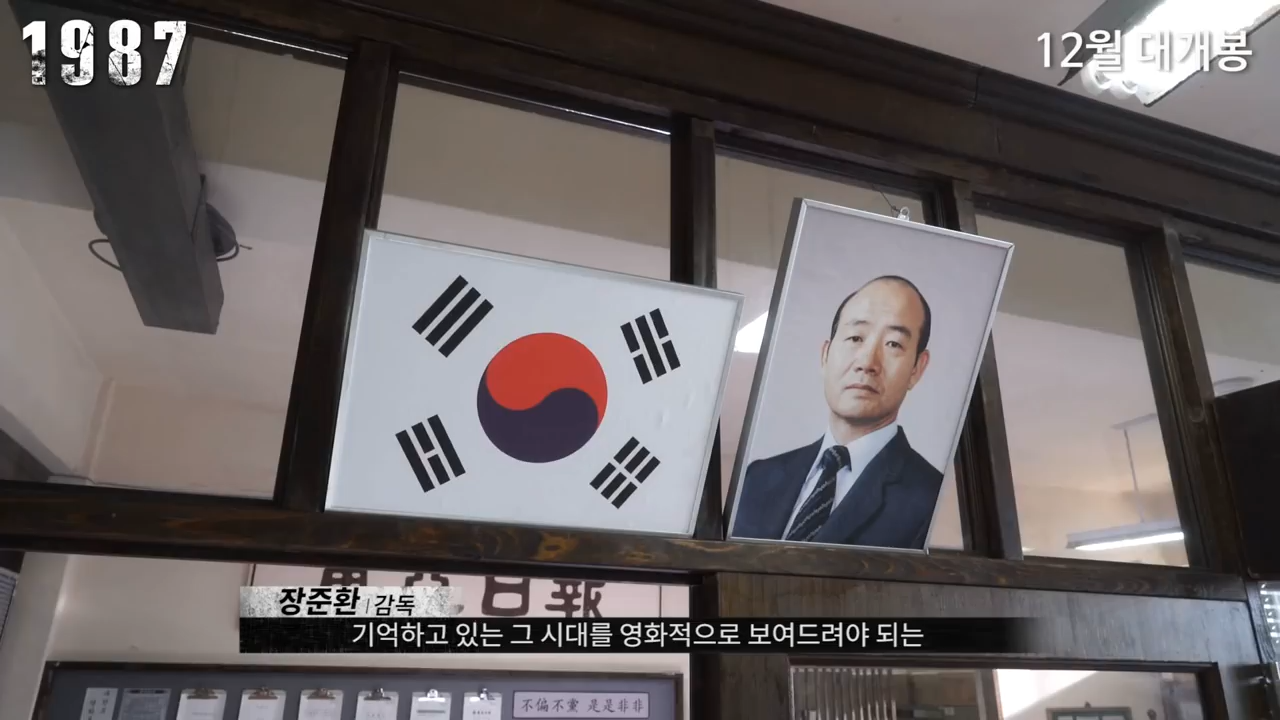 1987
12월 대개봉
日報
장준환 | 감독
기억하고 있는 그 시대를 영화적으로 보여드려야 되는
不偏不黨 是是非非